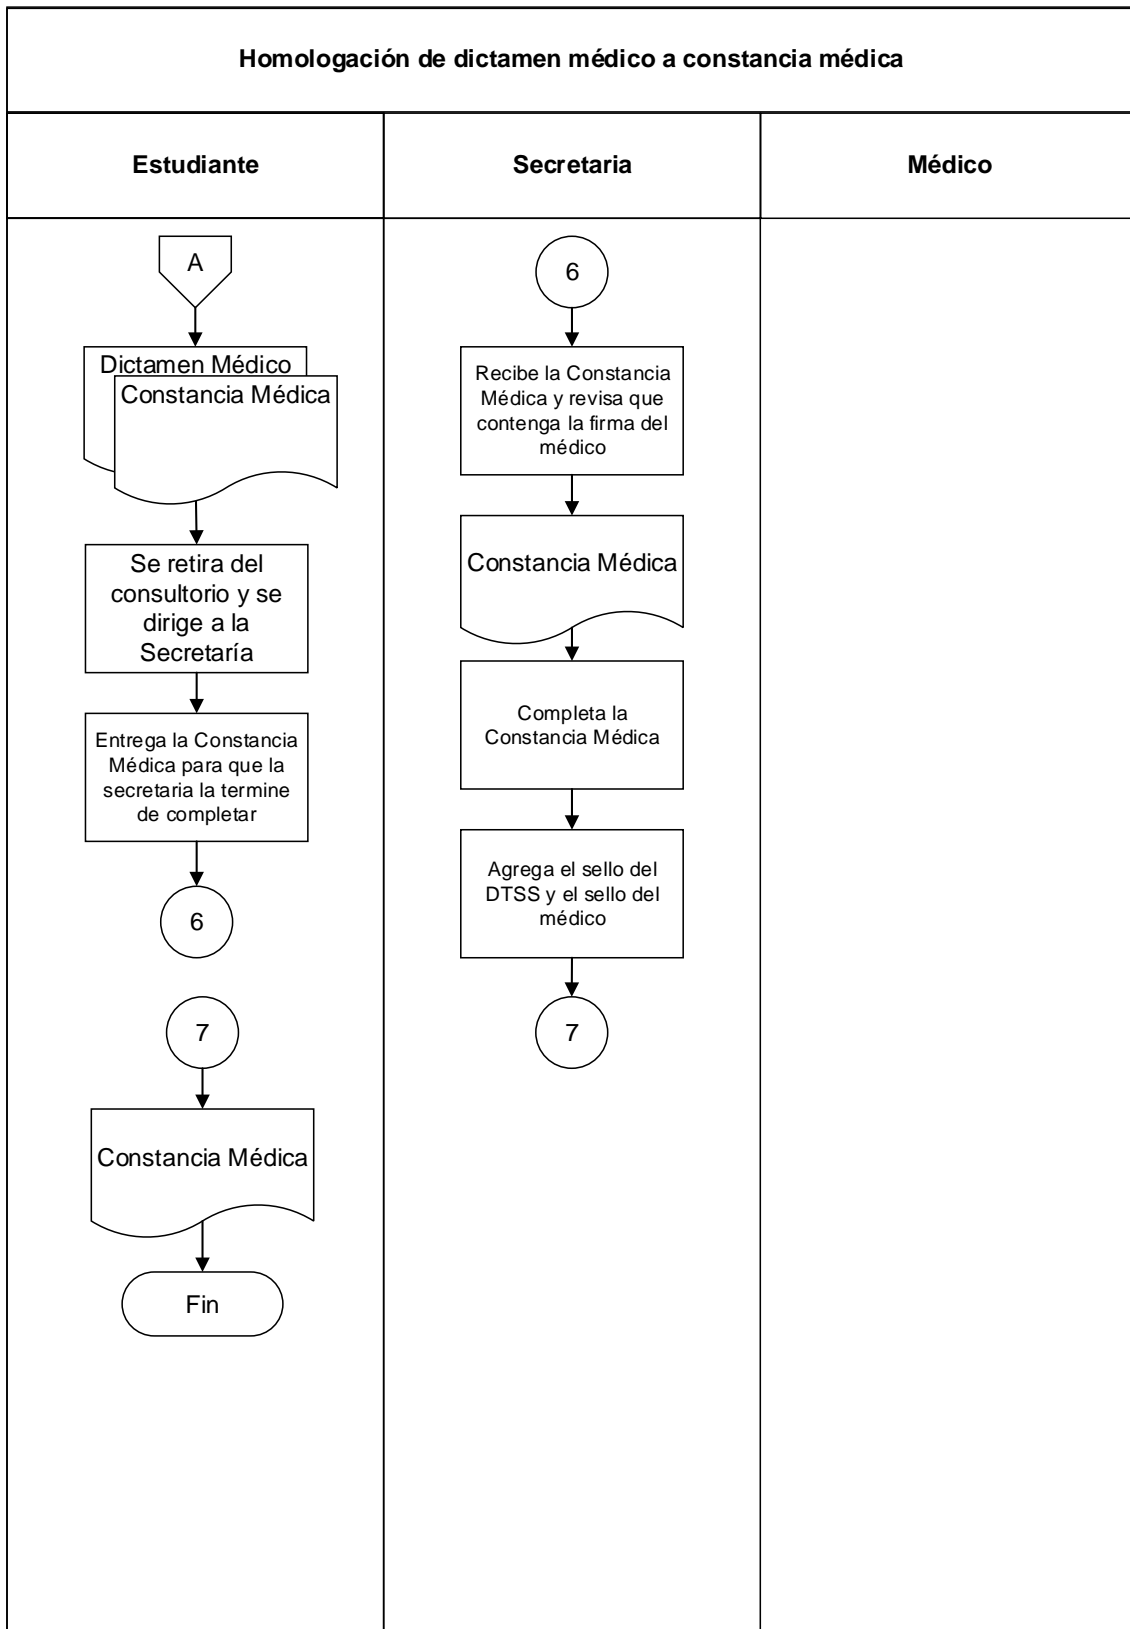 Homologación de dictamen médico a constancia médica
Estudiante
Secretaria
Médico
A
Dictamen Médico
Constancia Médica
Se retira del
consultorio y se
dirige a la
Secretaría
Entrega la Constancia
Médica para que la
secretaria la termine
de completar
6
7
Constancia Médica
Fin
6
Recibe la Constancia
Médica y revisa que
contenga la firma del
médico
Constancia Médica
Completa la
Constancia Médica
Agrega el sello del
DTSS y el sello del
médico
7